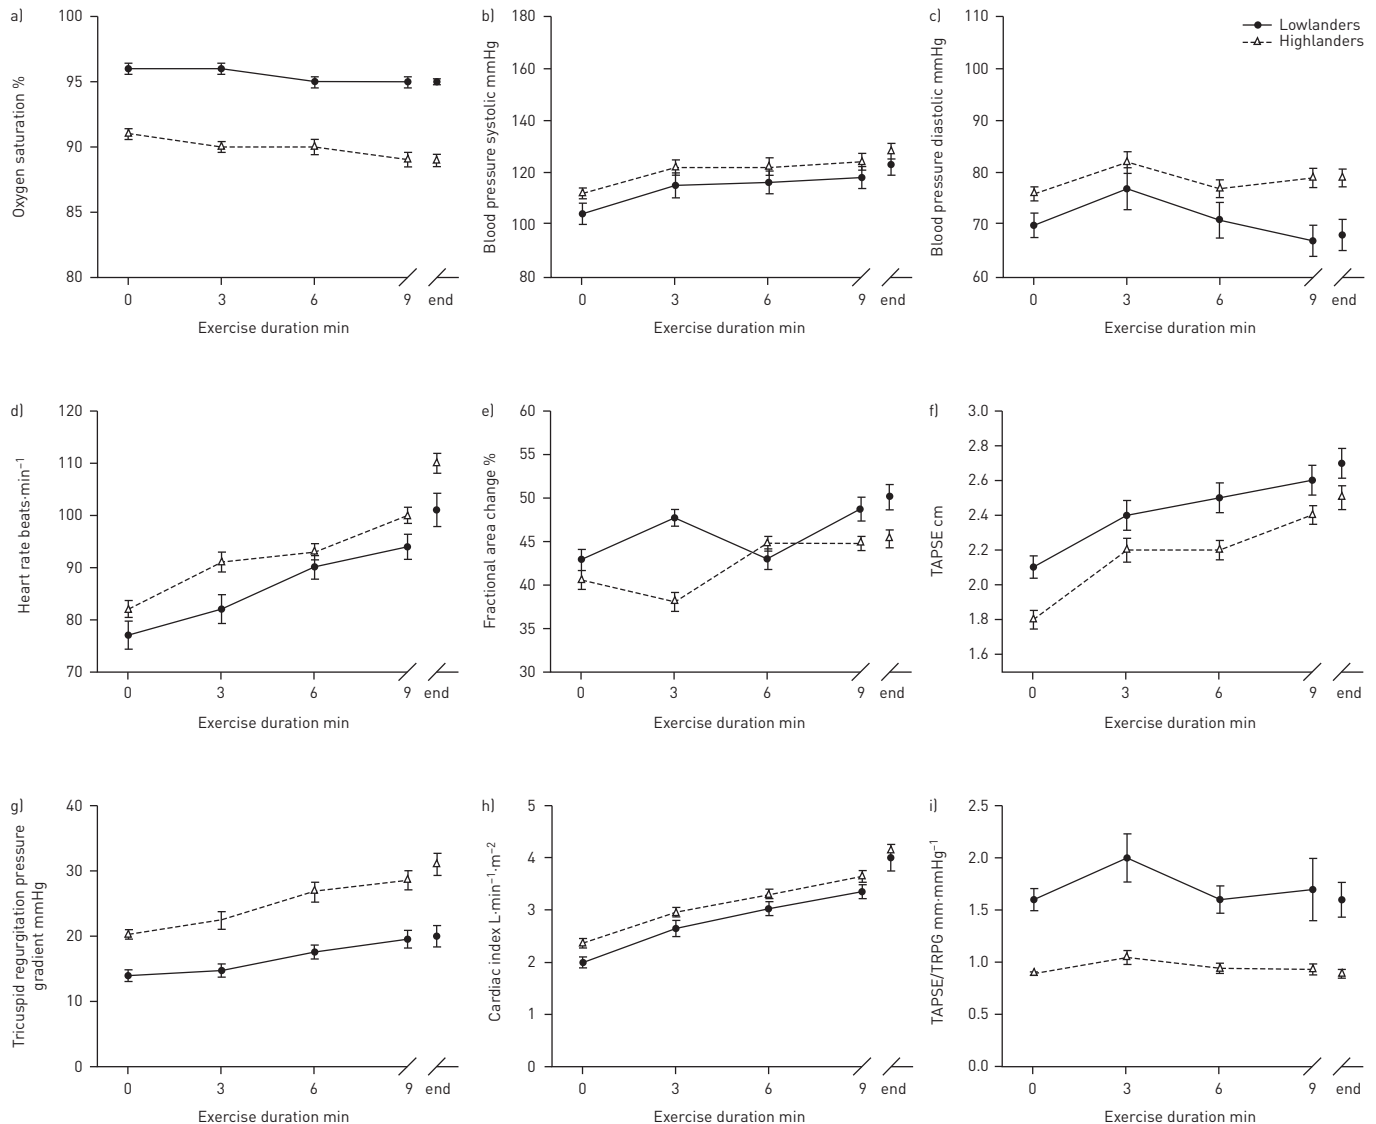 a)
100
95
90
85
80
Oxygen saturation %
0 3 6 9 end
Exercise duration min
b)
180
160
140
120
100
80
Blood pressure systolic mmHg
0 3 6 9 end
Exercise duration min
c)
110
100
90
80
70
60
Blood pressure diastolic mmHg
Lowlanders
Highlanders
0 3 6 9 end
Exercise duration min
d)
120
110
100
90
80
70
Heart rate beats·min⁻¹
0 3 6 9 end
Exercise duration min
e)
60
55
50
45
40
35
30
Fractional area change %
0 3 6 9 end
Exercise duration min
f)
3.0
2.8
2.6
2.4
2.2
2.0
1.8
1.6
TAPSE cm
0 3 6 9 end
Exercise duration min
g)
40
30
20
10
0
Tricuspid regurgitation pressure
gradient mmHg
0 3 6 9 end
Exercise duration min
h)
5
4
3
2
1
0
Cardiac index L·min⁻¹·m⁻²
0 3 6 9 end
Exercise duration min
i)
2.5
2.0
1.5
1.0
0.5
0.0
TAPSE/TRPG mm·mmHg⁻¹
0 3 6 9 end
Exercise duration min